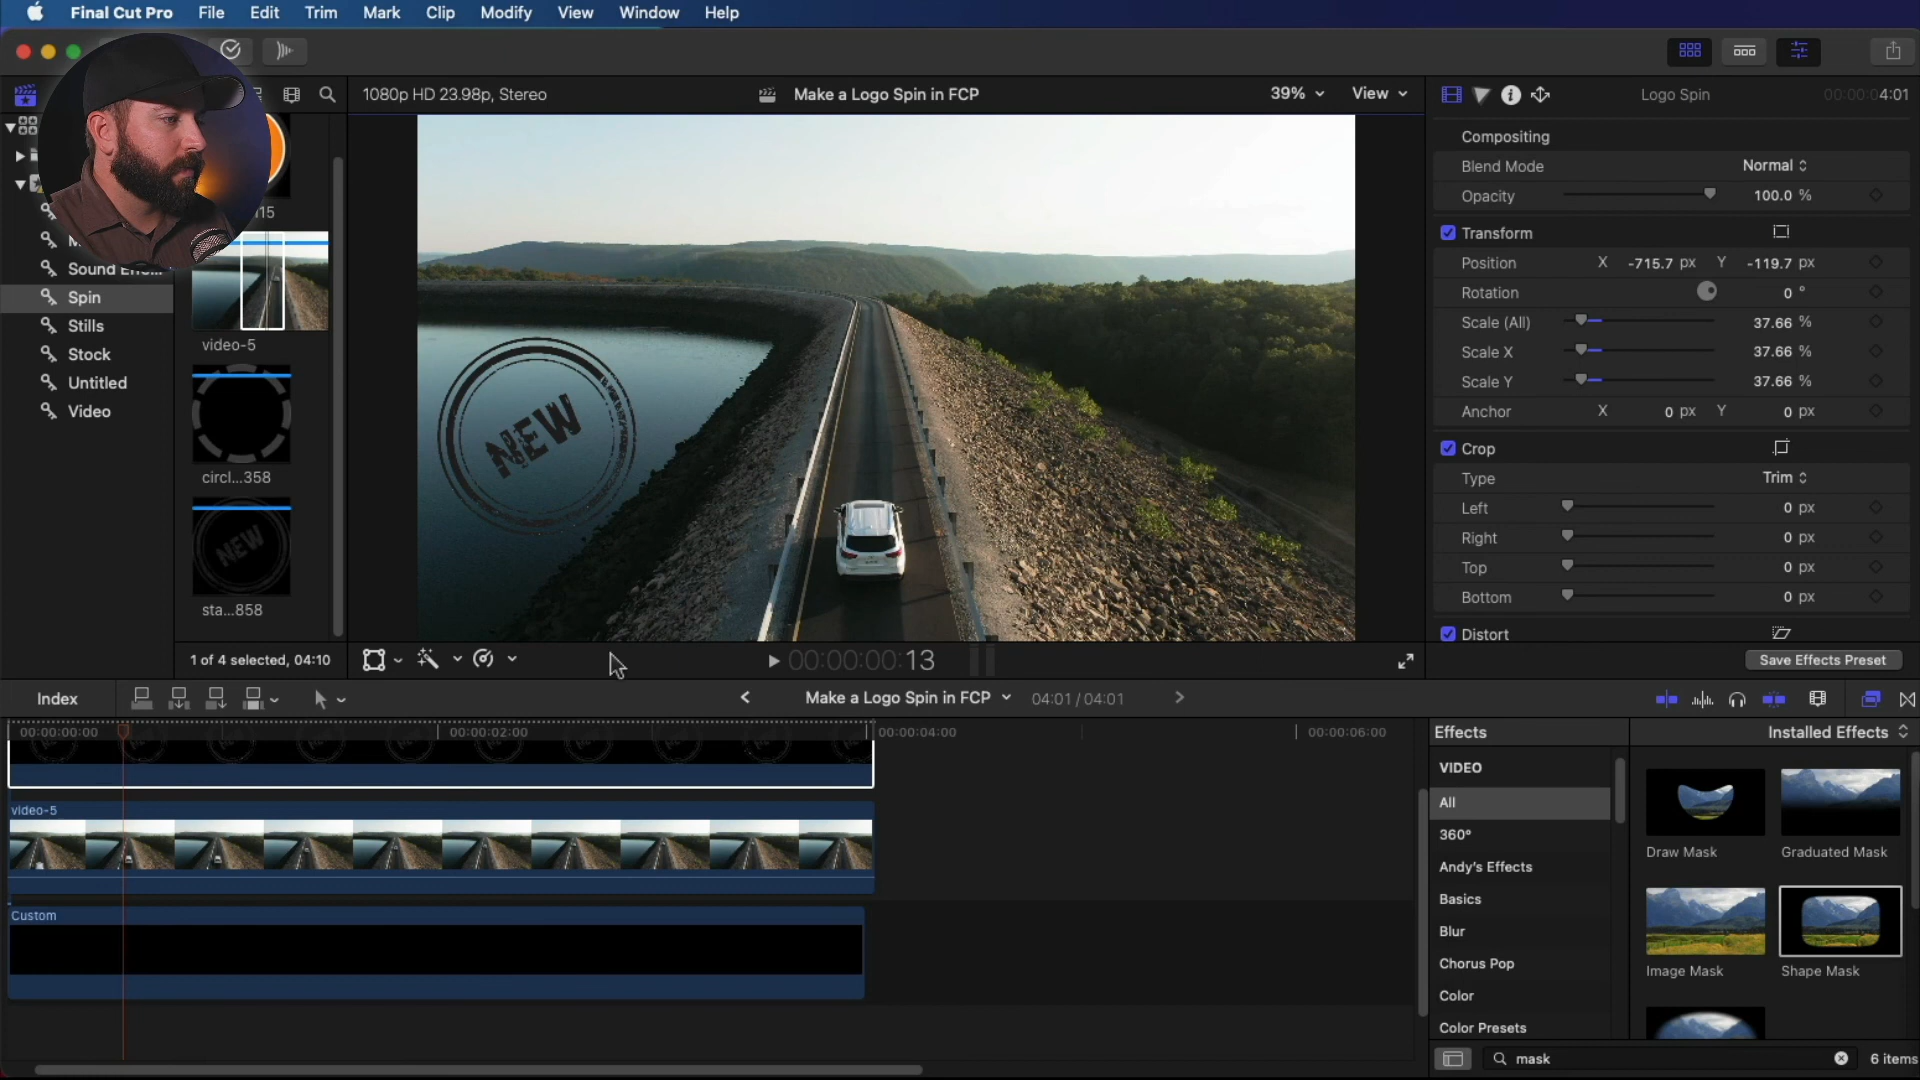 Final Cut Pro File Edit Trim Mark Clip Modify View Window Help
1080p HD 23.98p, Stereo
Make a Logo Spin in FCP
39%
View
Logo Spin
00:00:04:01
Compositing
Blend Mode Normal
Opacity 100.0 %
Transform
Position X -715.7 px Y -119.7 px
Rotation 0 °
Scale (All) 37.66 %
Scale X 37.66 %
Scale Y 37.66 %
Anchor X 0 px Y 0 px
Crop
Type Trim
Left 0 px
Right 0 px
Top 0 px
Bottom 0 px
Distort
Save Effects Preset
Sound Eff...
Spin
Stills
Stock
Untitled
Video
video-5
circl...358
NEW
sta...858
NEW
1 of 4 selected, 04:10
00:00:00:13
Index
Make a Logo Spin in FCP
04:01 / 04:01
00:00:00:00
00:00:02:00
00:00:04:00
00:00:06:00
video-5
Custom
Effects
Installed Effects
VIDEO
All
360°
Andy's Effects
Basics
Blur
Chorus Pop
Color
Color Presets
Draw Mask
Graduated Mask
Image Mask
Shape Mask
mask
6 items